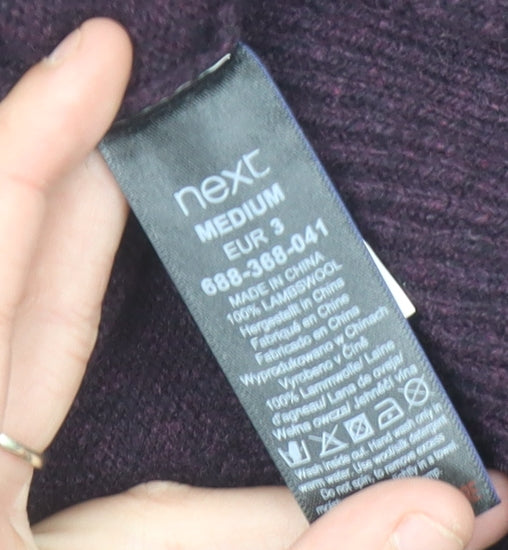 next
MEDIUM
EUR 3
688-368-041
MADE IN CHINA
100% LAMBSWOOL
Hergestellt in China
Fabriqué en Chine
Fabricado en China
Wyprodukowano w Chinach
Vyrobeno v Číně
100% Lammwolle/ Laine
d'agneau/ Lana de oveja/
Wełna owcza/ Jehněčí vlna
Wash inside out. Hand wash only in
warm water. Use wool/silk detergent
Do not spin, to remove excess